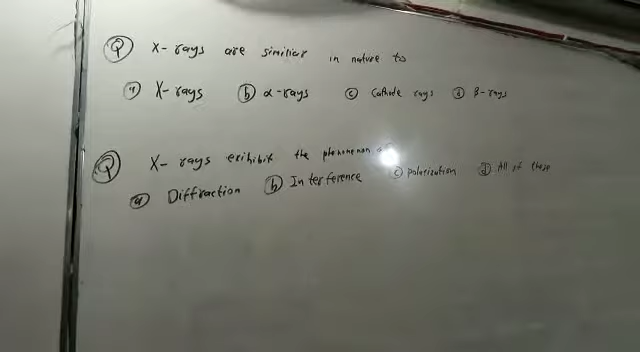 Q X-rays are similier in nature to
a X-rays b α-rays c Cathode rays d β-rays
Q X-rays exihibit the phenomenon
a Diffraction b Interference c polarization d All of these